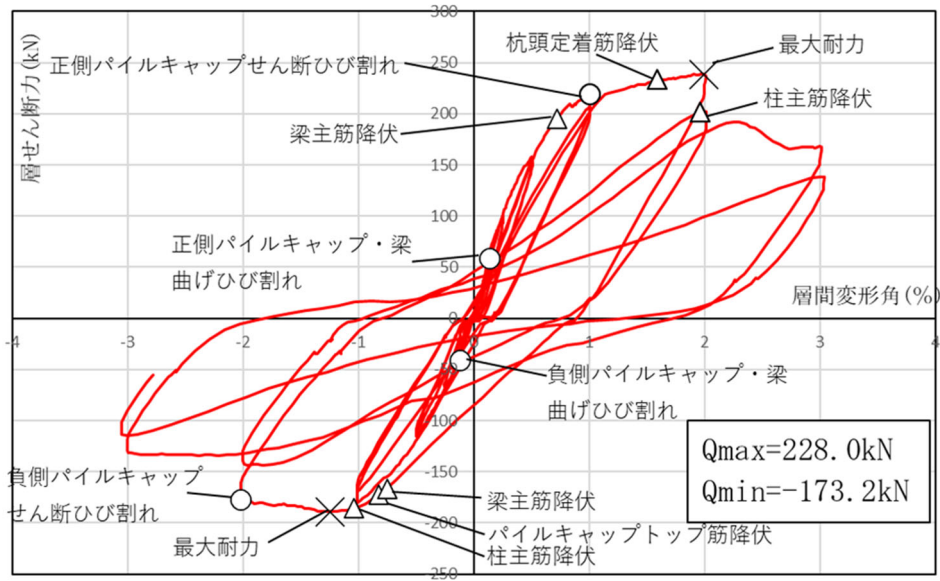 300
250
200
150
100
50
0
50
100
-150
-200
-250
-4
-3
-2
-1
0
1
2
3
4
層せん断力(kN)
層間変形角(%)
杭頭定着筋降伏
最大耐力
正側パイルキャップせん断ひび割れ
柱主筋降伏
梁主筋降伏
正側パイルキャップ・梁
曲げひび割れ
負側パイルキャップ・梁
曲げひび割れ
Qmax=228.0kN
Qmin=-173.2kN
負側パイルキャップ
せん断ひび割れ
梁主筋降伏
パイルキャップトップ筋降伏
柱主筋降伏
最大耐力